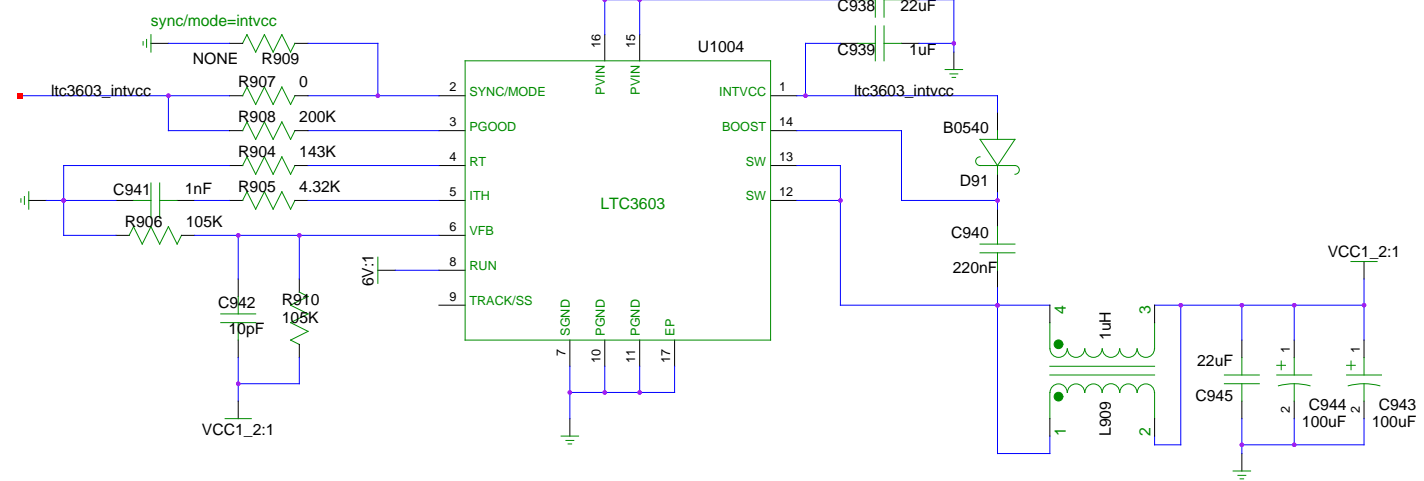 sync/mode=intvcc
NONE
R909
ltc3603_intvcc
R907
0
R908
200K
R904
143K
C941
1nF
R905
4.32K
R906
105K
C942
10pF
R910
105K
VCC1_2:1
6V:1
2
3
4
5
6
8
9
SYNC/MODE
PGOOD
RT
ITH
VFB
RUN
TRACK/SS
16
15
PVIN
PVIN
U1004
LTC3603
INTVCC
BOOST
SW
SW
1
14
13
12
SGND
PGND
PGND
EP
7
10
11
17
C938
22uF
C939
1uF
ltc3603_intvcc
B0540
D91
C940
220nF
4
3
1uH
L909
1
2
VCC1_2:1
22uF
C945
+
1
2
C944
100uF
+
1
2
C943
100uF